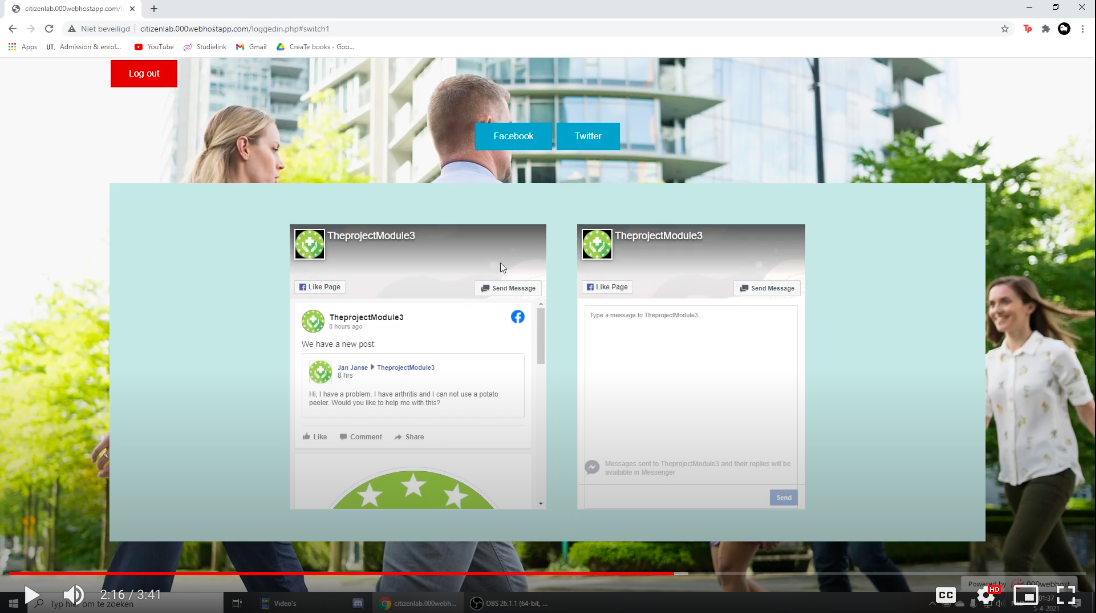 citizenlab.000webhostapp.com/l
Niet beveiligd
citizenlab.000webhostapp.com/loggedin.php#switch1
Apps
UT. Admission & enrol...
YouTube
Studielink
Gmail
CreaTe books - Goo...
Log out
Facebook
Twitter
TheprojectModule3
Like Page
Send Message
TheprojectModule3
8 hours ago
We have a new post:
Jan Janse
TheprojectModule3
8 hrs
Hi, I have a problem. I have arthritis and I can not use a potato
peeler. Would you like to help me with this?
Like
Comment
Share
TheprojectModule3
Like Page
Send Message
Type a message to TheprojectModule3
Messages sent to TheprojectModule3 and their replies will be
available in Messenger
Send
Powered by 000webhost
2:16 / 3:41
CC
HD
Typ hier om te zoeken
Video's
citizenlab.000webh...
OBS 26.1.1 (64-bit, ...